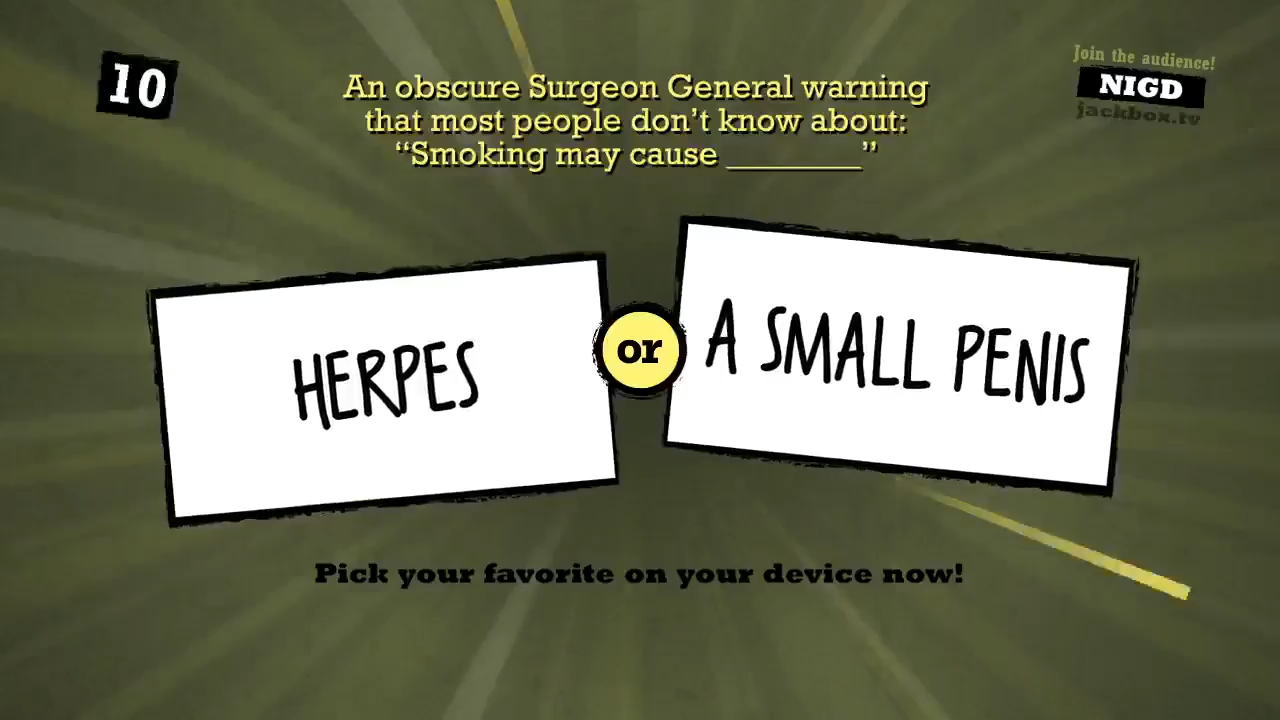 10
An obscure Surgeon General warning
that most people don't know about:
“Smoking may cause ________”
Join the audience!
NIGD
jackbox.tv
HERPES
or
A SMALL PENIS
Pick your favorite on your device now!